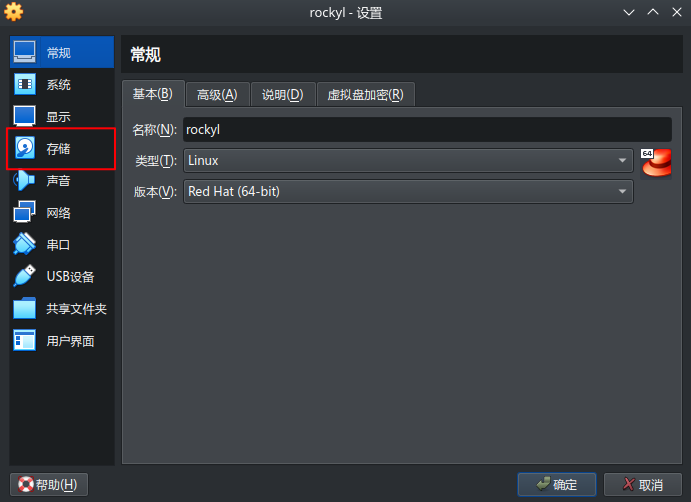 rockyl - 设置
常规
系统
显示
存储
声音
网络
串口
USB设备
共享文件夹
用户界面
常规
基本(B) 高级(A) 说明(D) 虚拟盘加密(R)
名称(N): rockyl
类型(T): Linux
64
版本(V): Red Hat (64-bit)
帮助(H) 确定 取消